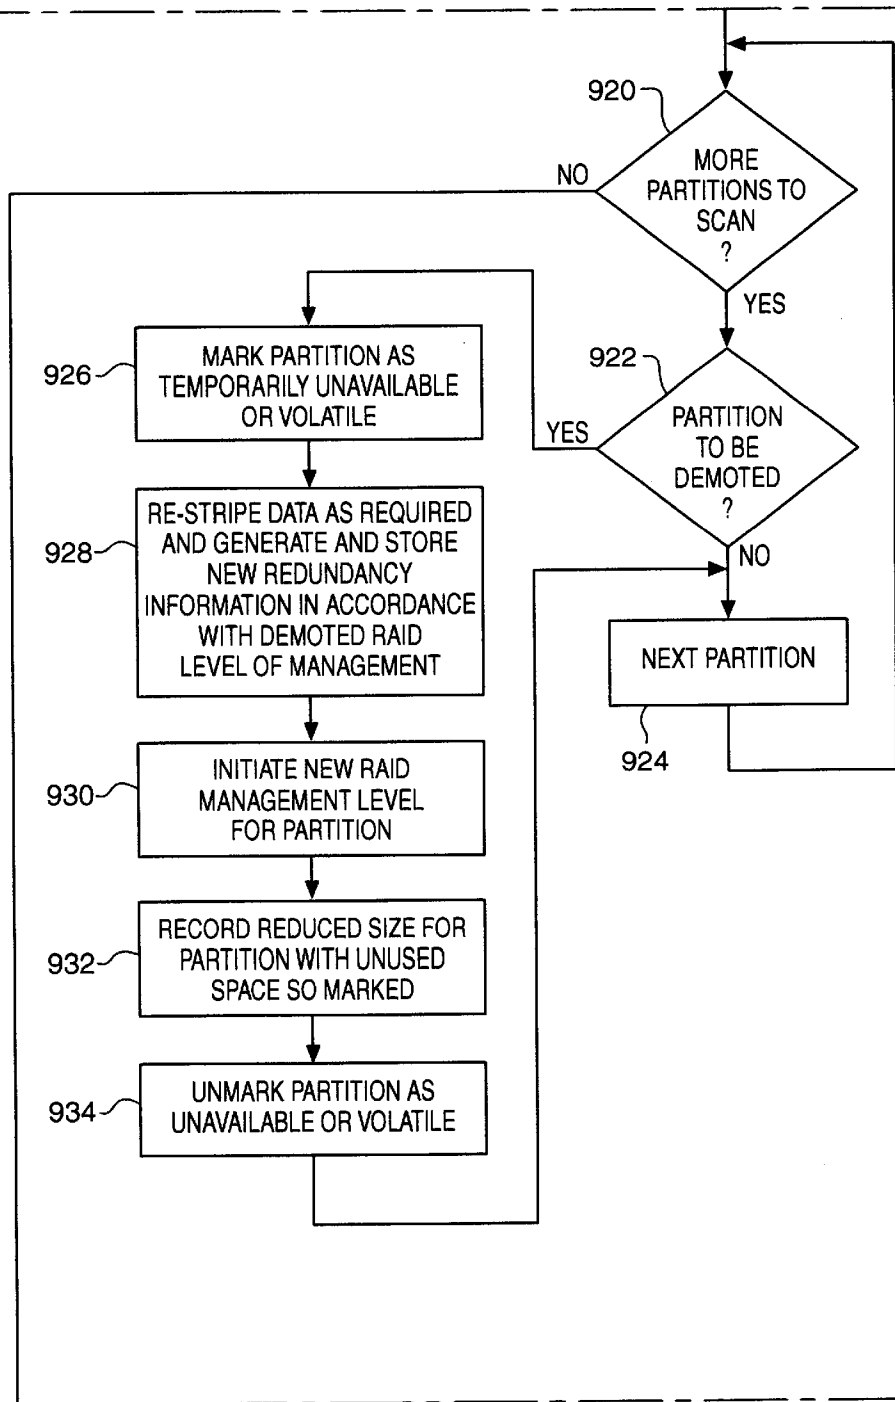 920
MORE
PARTITIONS TO
SCAN
?
NO
YES
922
PARTITION
TO BE
DEMOTED
?
YES
NO
926
MARK PARTITION AS
TEMPORARILY UNAVAILABLE
OR VOLATILE
928
RE-STRIPE DATA AS REQUIRED
AND GENERATE AND STORE
NEW REDUNDANCY
INFORMATION IN ACCORDANCE
WITH DEMOTED RAID
LEVEL OF MANAGEMENT
NEXT PARTITION
924
930
INITIATE NEW RAID
MANAGEMENT LEVEL
FOR PARTITION
932
RECORD REDUCED SIZE FOR
PARTITION WITH UNUSED
SPACE SO MARKED
934
UNMARK PARTITION AS
UNAVAILABLE OR VOLATILE